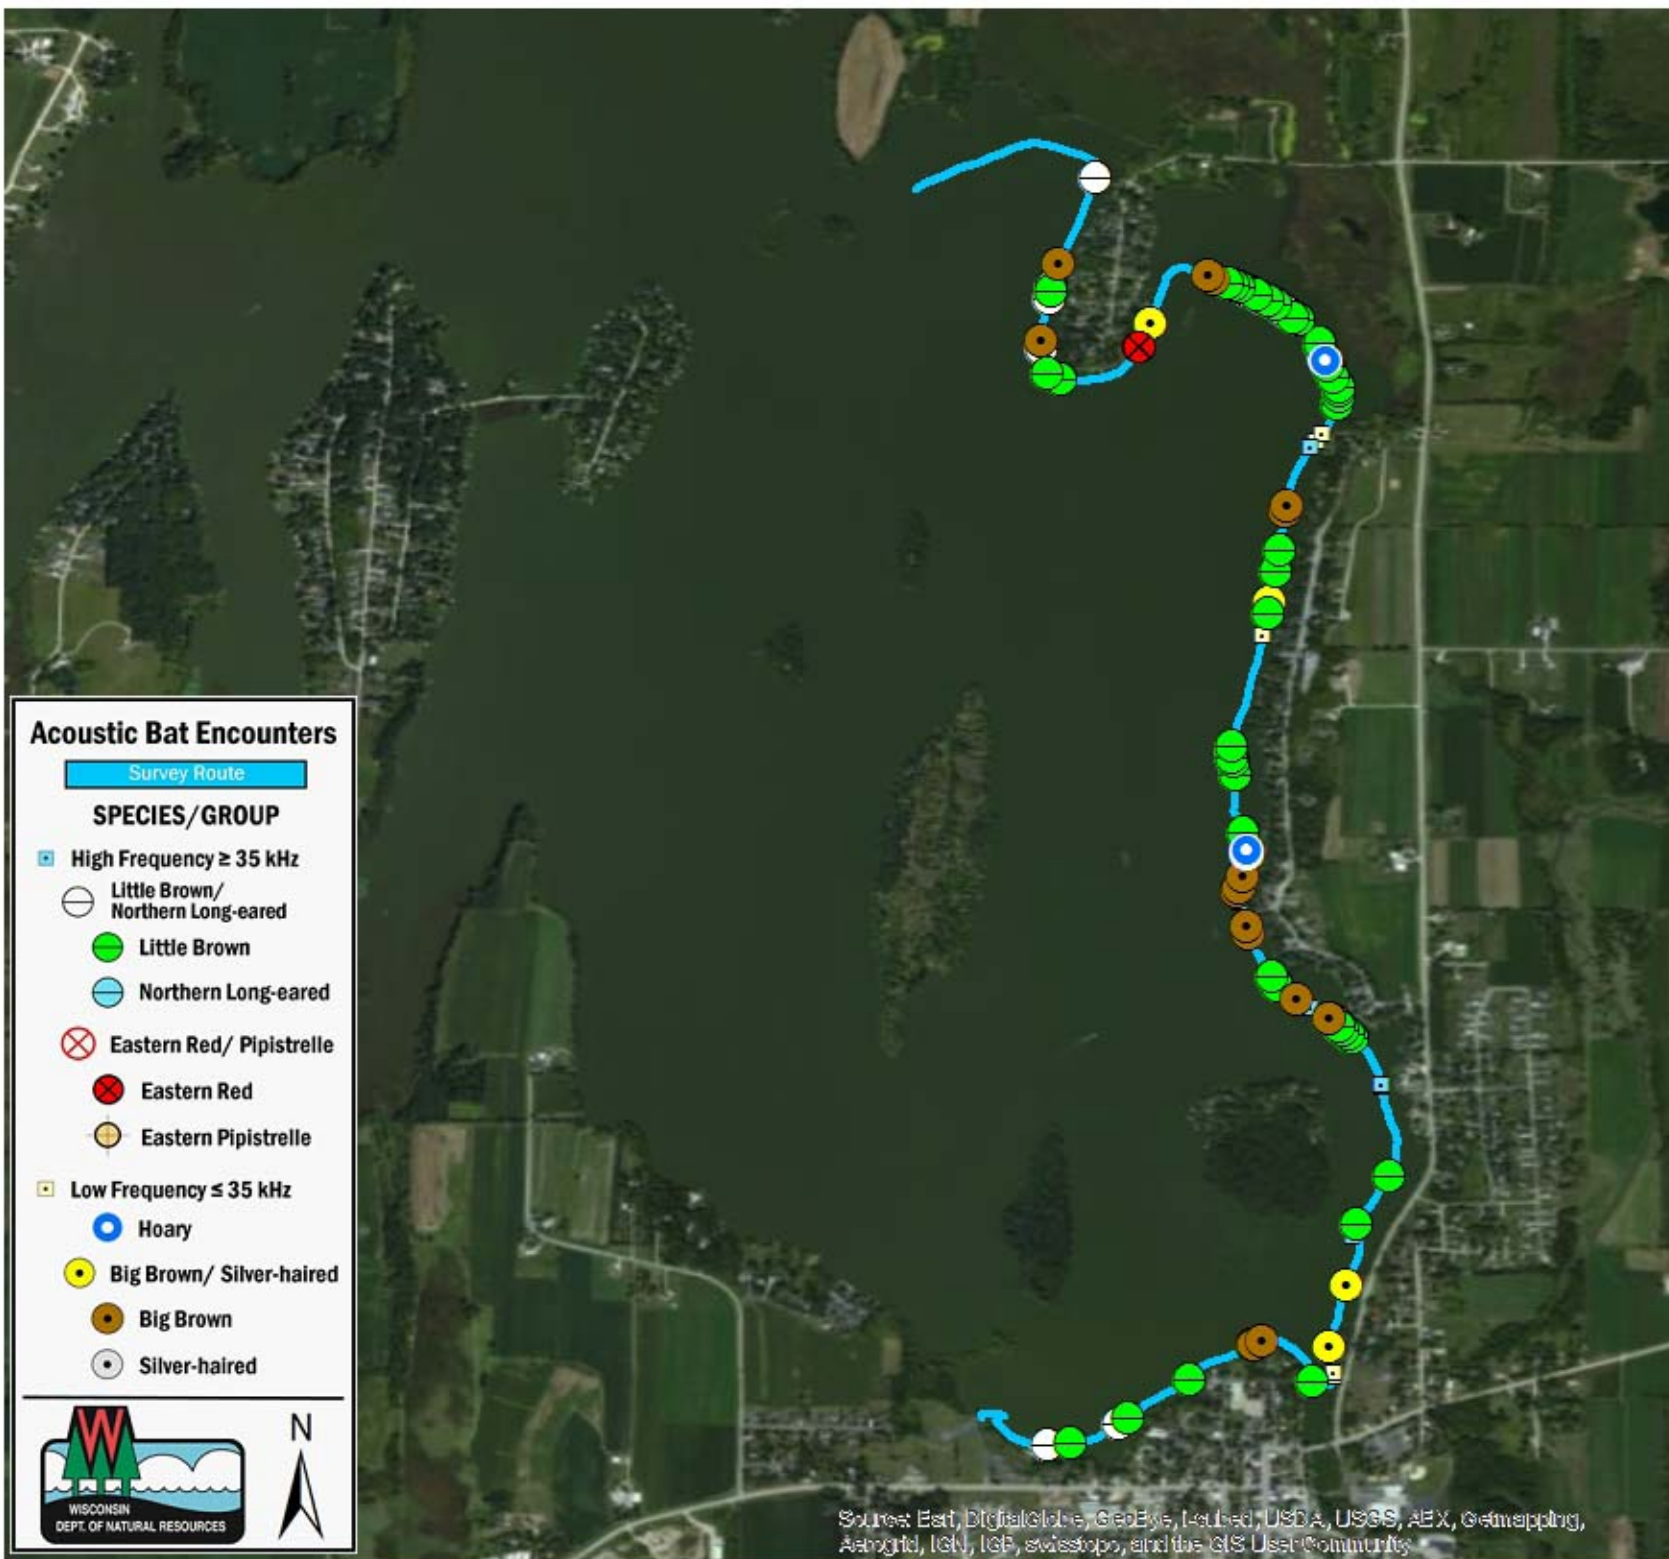 Acoustic Bat Encounters
Survey Route
SPECIES/GROUP
High Frequency ≥ 35 kHz
Little Brown/
Northern Long-eared
Little Brown
Northern Long-eared
Eastern Red/ Pipistrelle
Eastern Red
Eastern Pipistrelle
Low Frequency ≤ 35 kHz
Hoary
Big Brown/ Silver-haired
Big Brown
Silver-haired
W
N
WISCONSIN
DEPT. OF NATURAL RESOURCES
Source: Esri, DigitalGlobe, GeoEye, i-cubed, USDA, USGS, AEX, Getmapping,
Aerogrid, IGN, IGP, swisstopo, and the GIS User Community